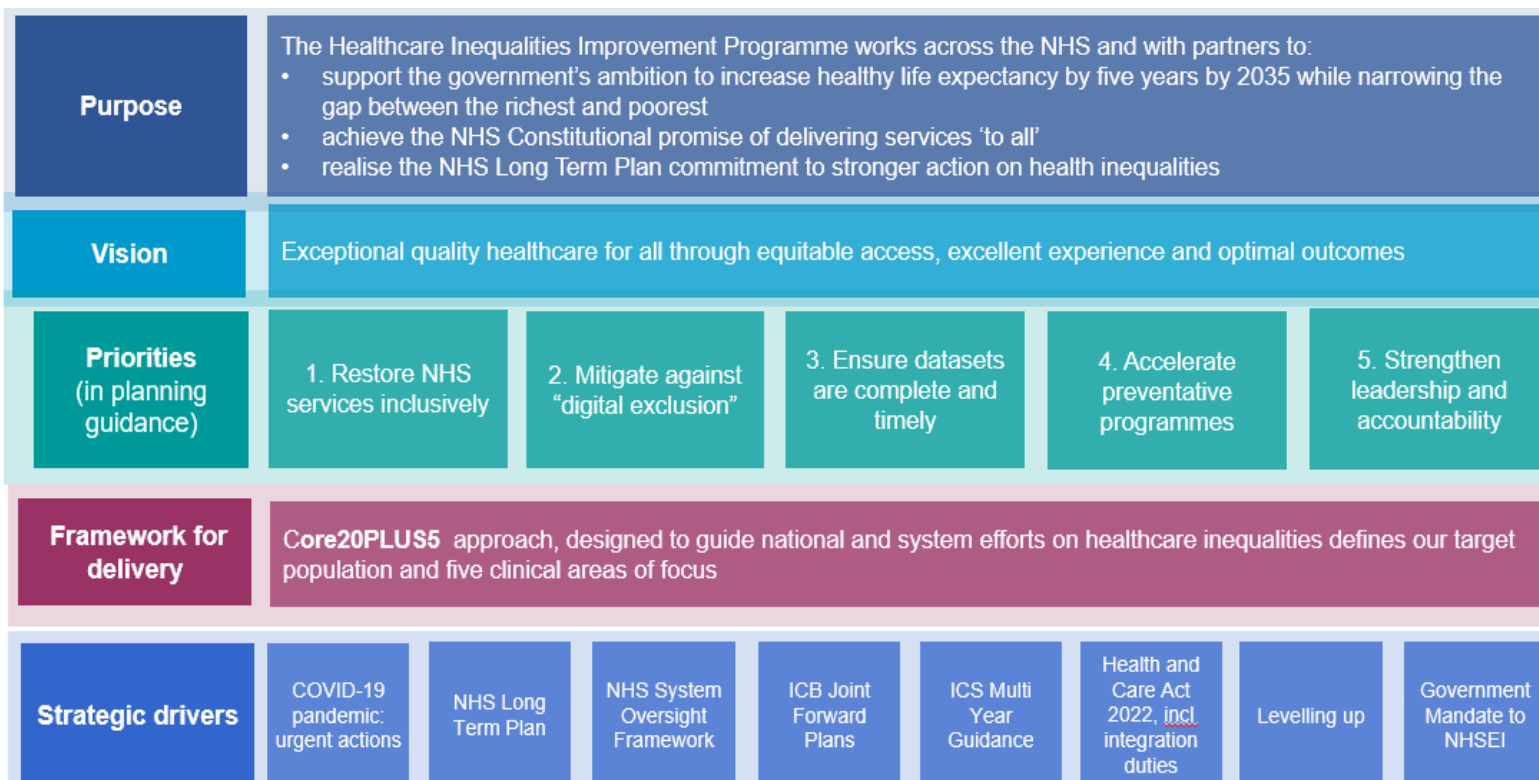 Purpose
The Healthcare Inequalities Improvement Programme works across the NHS and with partners to:
• support the government's ambition to increase healthy life expectancy by five years by 2035 while narrowing the
gap between the richest and poorest
• achieve the NHS Constitutional promise of delivering services 'to all'
• realise the NHS Long Term Plan commitment to stronger action on health inequalities
Vision
Exceptional quality healthcare for all through equitable access, excellent experience and optimal outcomes
Priorities
(in planning
guidance)
1. Restore NHS
services inclusively
2. Mitigate against
“digital exclusion”
3. Ensure datasets
are complete and
timely
4. Accelerate
preventative
programmes
5. Strengthen
leadership and
accountability
Framework for
delivery
Core20PLUS5 approach, designed to guide national and system efforts on healthcare inequalities defines our target
population and five clinical areas of focus
Strategic drivers
COVID-19
pandemic:
urgent actions
NHS Long
Term Plan
NHS System
Oversight
Framework
ICB Joint
Forward
Plans
ICS Multi
Year
Guidance
Health and
Care Act
2022, incl
integration
duties
Levelling up
Government
Mandate to
NHSEI